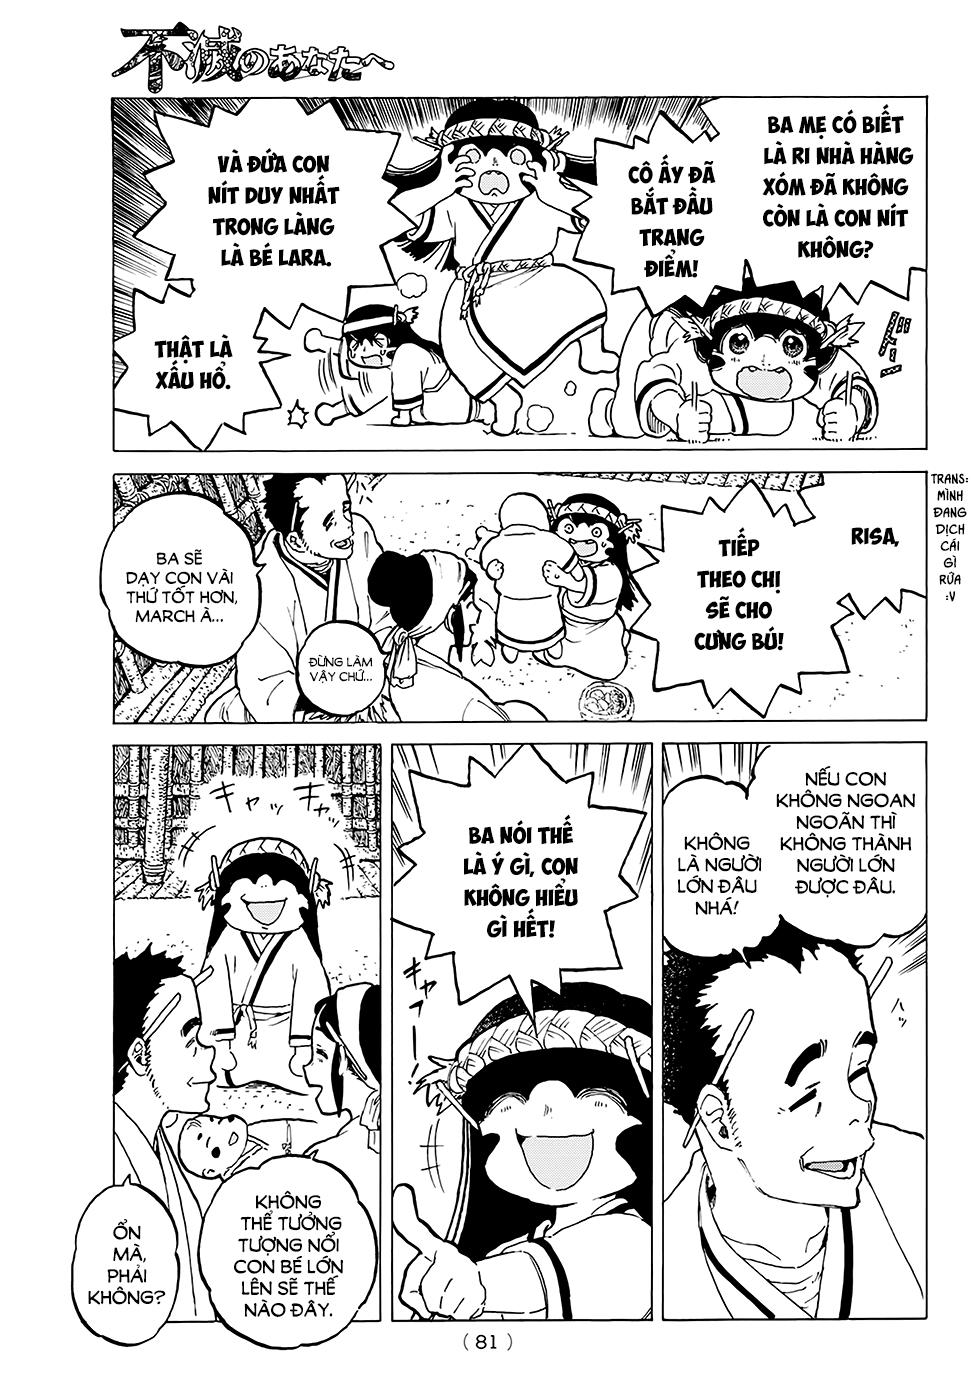 不滅のあなたへ
BA MẸ CÓ BIẾT
LÀ RI NHÀ HÀNG
XÓM ĐÃ KHÔNG
CÒN LÀ CON NÍT
KHÔNG?
CÔ ẤY ĐÃ
BẮT ĐẦU
TRANG
ĐIỂM!
VÀ ĐỨA CON
NÍT DUY NHẤT
TRONG LÀNG
LÀ BÉ LARA.
THẬT LÀ
XẤU HỔ.
TRANS:
MÌNH
ĐANG
DỊCH
CÁI
GÌ
RỨA
:V
RISA,
TIẾP
THEO CHỊ
SẼ CHO
CƯNG BÚ!
BA SẼ
DẠY CON VÀI
THỨ TỐT HƠN,
MARCH À...
ĐỪNG LÀM
VẬY CHỨ...
NẾU CON
KHÔNG NGOAN
NGOÃN THÌ
KHÔNG THÀNH
NGƯỜI LỚN
ĐƯỢC ĐÂU.
KHÔNG
LÀ NGƯỜI
LỚN ĐÂU
NHÁ!
BA NÓI THẾ
LÀ Ý GÌ, CON
KHÔNG HIỂU
GÌ HẾT!
キャファー
キャッキャッ
KHÔNG
THỂ TƯỞNG
TƯỢNG NỔI
CON BÉ LỚN
LÊN SẼ THẾ
NÀO ĐÂY.
ỔN
MÀ,
PHẢI
KHÔNG?
( 81 )